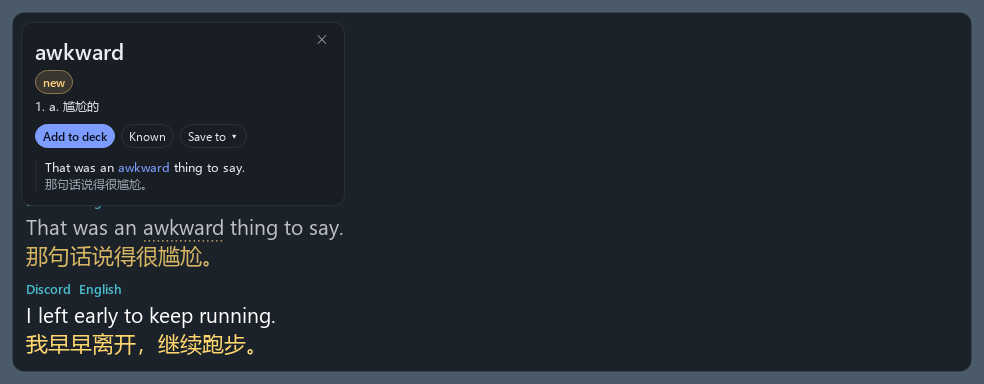 awkward
new
1. a. 尴尬的
Add to deck Known Save to ▾
That was an awkward thing to say.
那句话说得很尴尬。
That was an awkward thing to say.
那句话说得很尴尬。
Discord English
I left early to keep running.
我早早离开，继续跑步。